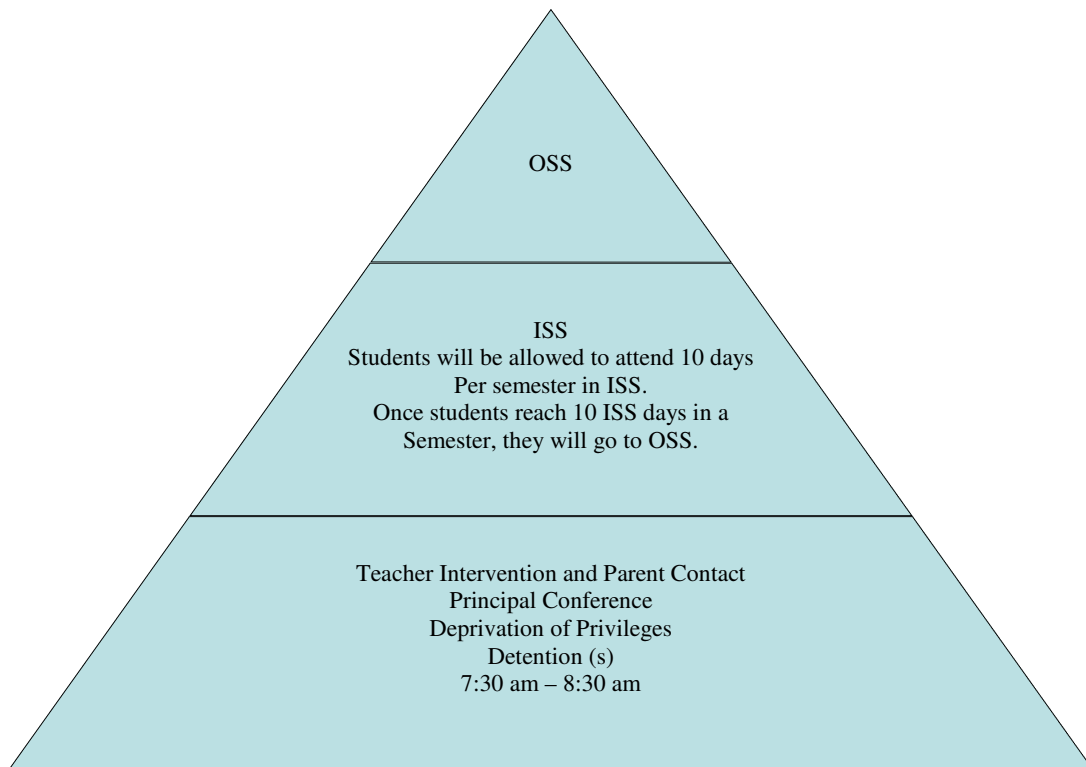 OSS
ISS
Students will be allowed to attend 10 days
Per semester in ISS.
Once students reach 10 ISS days in a
Semester, they will go to OSS.
Teacher Intervention and Parent Contact
Principal Conference
Deprivation of Privileges
Detention (s)
7:30 am – 8:30 am